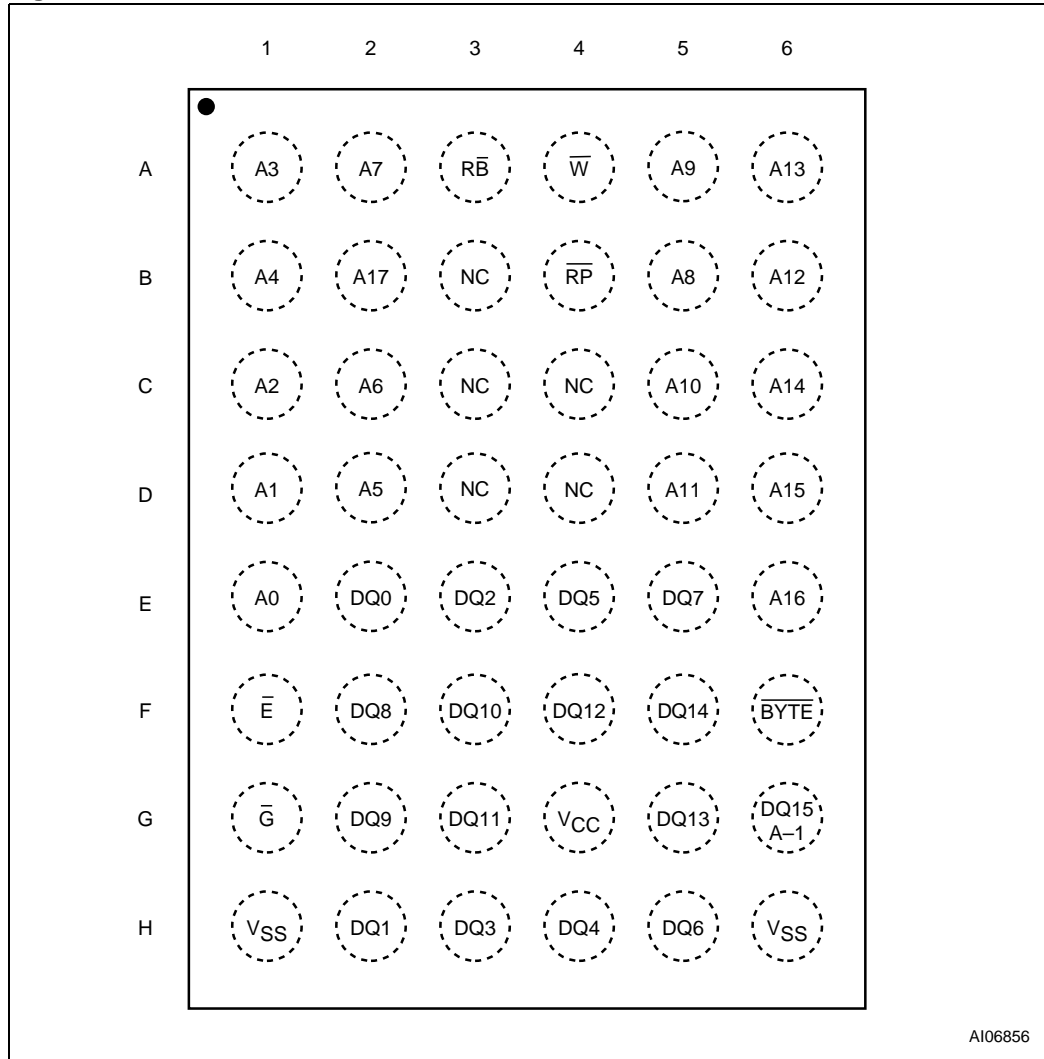 1 2 3 4 5 6
A A3 A7 RB̅ W̅ A9 A13
B A4 A17 NC R̅P̅ A8 A12
C A2 A6 NC NC A10 A14
D A1 A5 NC NC A11 A15
E A0 DQ0 DQ2 DQ5 DQ7 A16
F E̅ DQ8 DQ10 DQ12 DQ14 B̅Y̅T̅E̅
G G̅ DQ9 DQ11 VCC DQ13 DQ15
A–1
H VSS DQ1 DQ3 DQ4 DQ6 VSS
AI06856